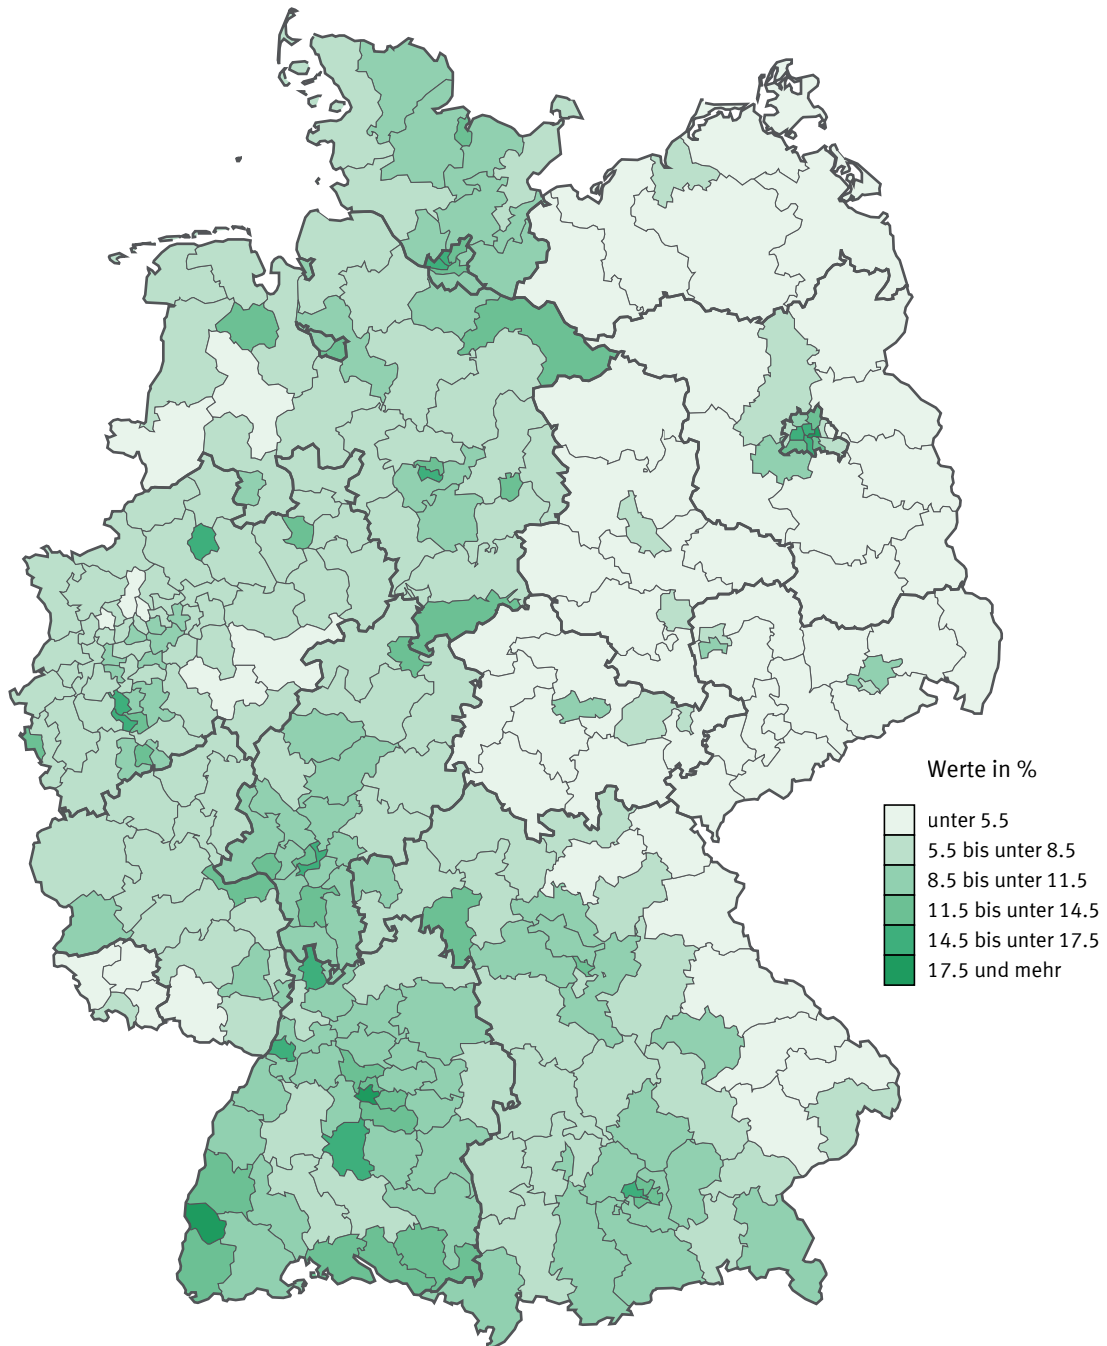 Werte in %
unter 5.5
5.5 bis unter 8.5
8.5 bis unter 11.5
11.5 bis unter 14.5
14.5 bis unter 17.5
17.5 und mehr